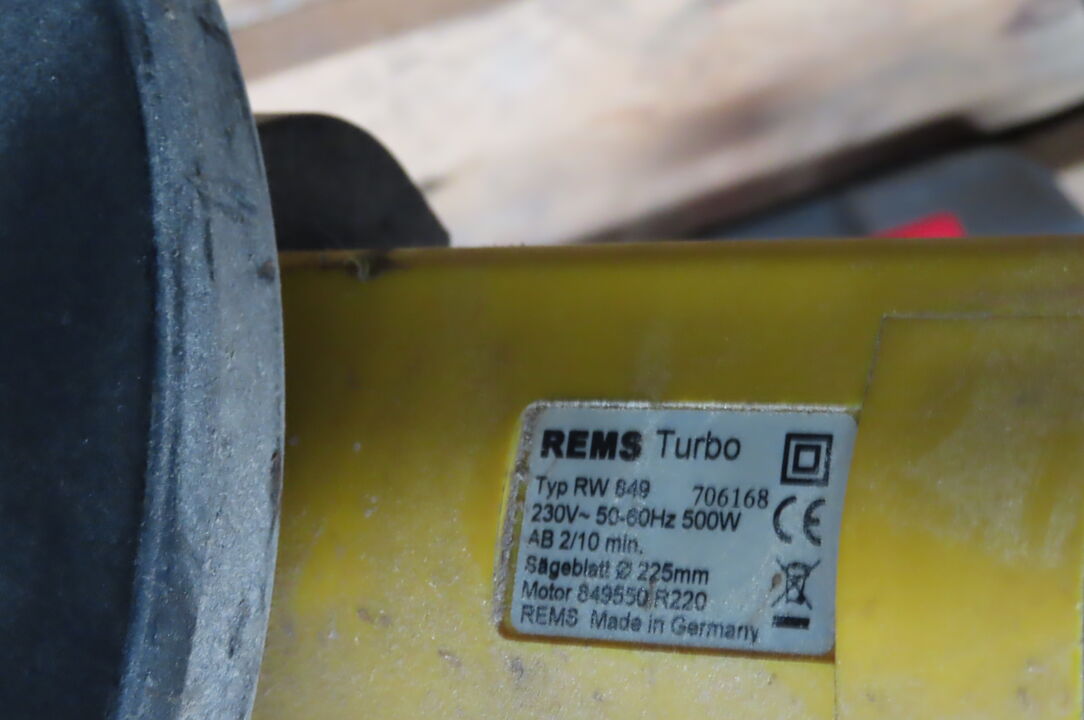 REMS Turbo
Typ RW 849 706168
230V~ 50-60Hz 500W
AB 2/10 min.
Sägeblatt Ø 225mm
Motor 849550 R220
REMS Made in Germany
CE